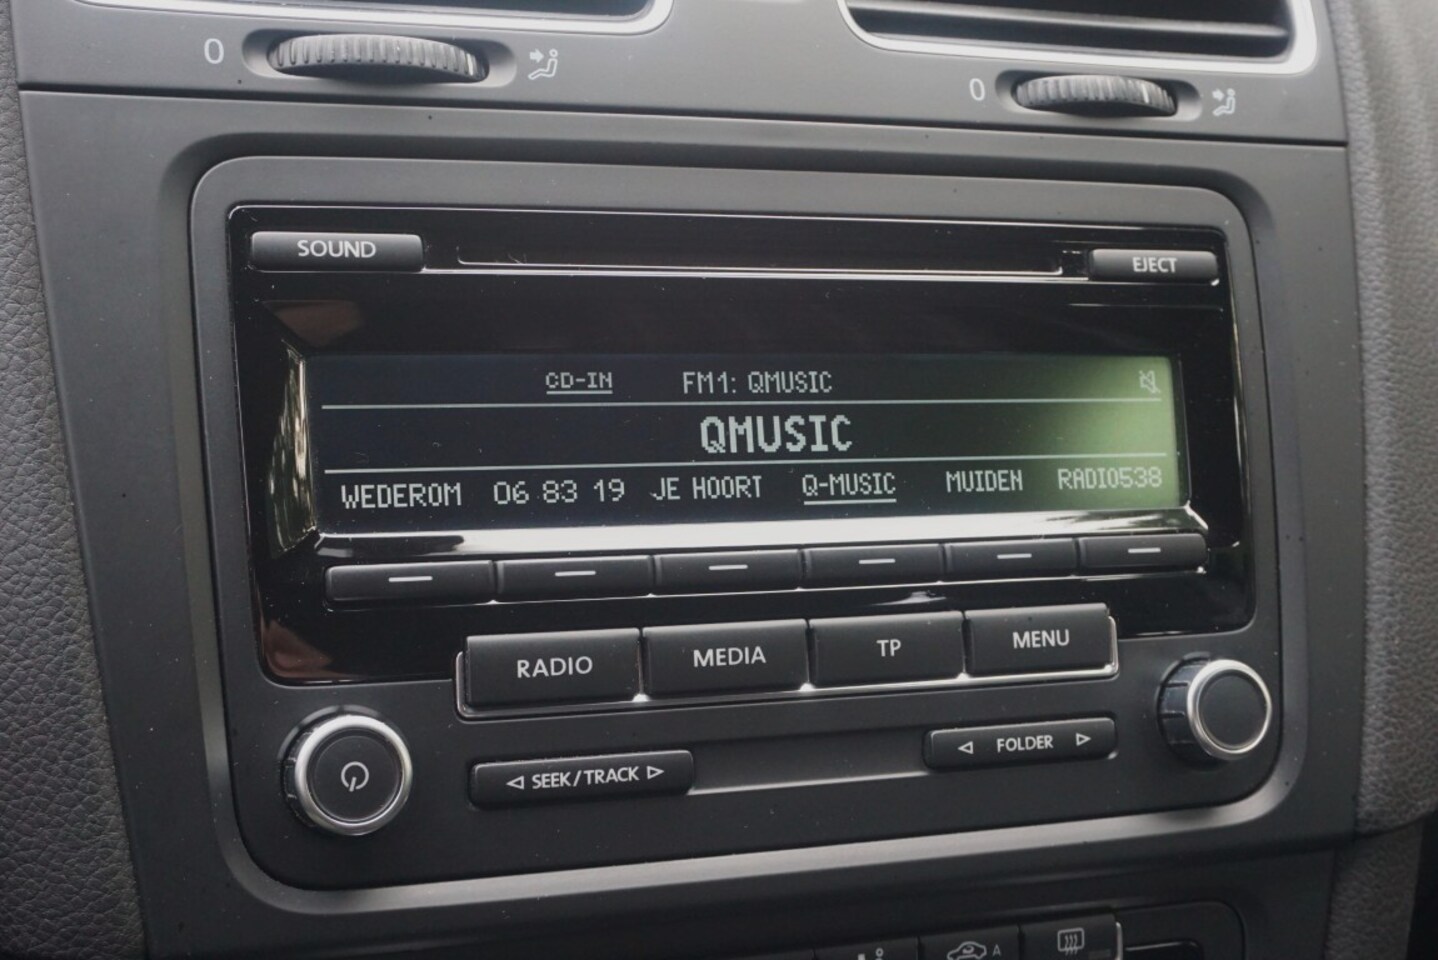 0
0
SOUND
EJECT
CD-IN FM1: QMUSIC
QMUSIC
WEDEROM 06 83 19 JE HOORT Q-MUSIC MUIDEN RADIO538
RADIO MEDIA TP MENU
SEEK/TRACK
FOLDER
A